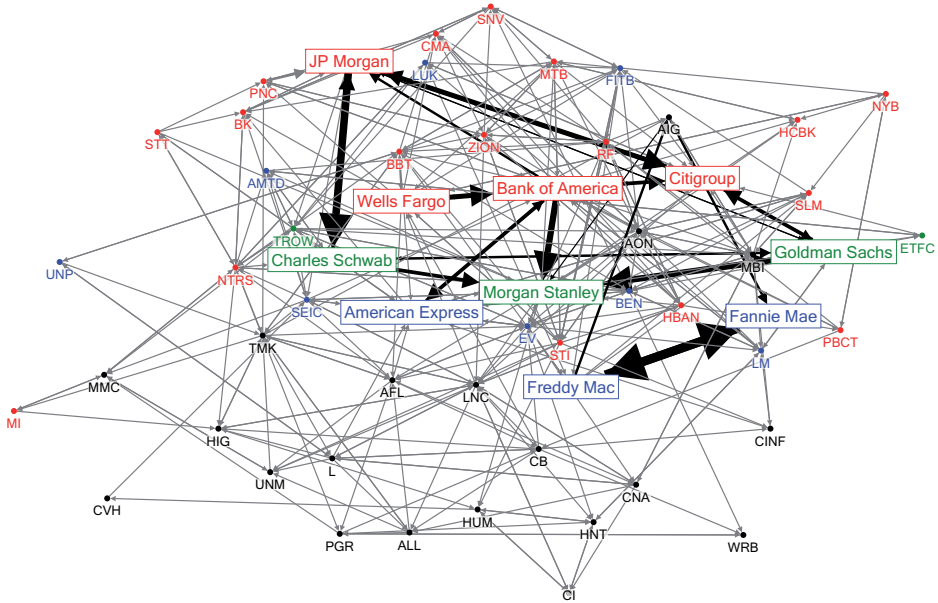 SNV
CMA
JP Morgan
LUK
MTB
FITB
PNC
NYB
BK
AIG
HCBK
STT
ZION
RF
BBT
AMTD
Citigroup
Bank of America
Wells Fargo
SLM
TROW
AON
ETFC
Charles Schwab
Goldman Sachs
MBI
UNP
NTRS
Morgan Stanley
BEN
SEIC
American Express
HBAN
Fannie Mae
EV
PBCT
TMK
STI
LM
MMC
AFL
LNC
Freddy Mac
MI
HIG
CINF
L
CB
UNM
CNA
CVH
HUM
HNT
PGR
ALL
WRB
CI